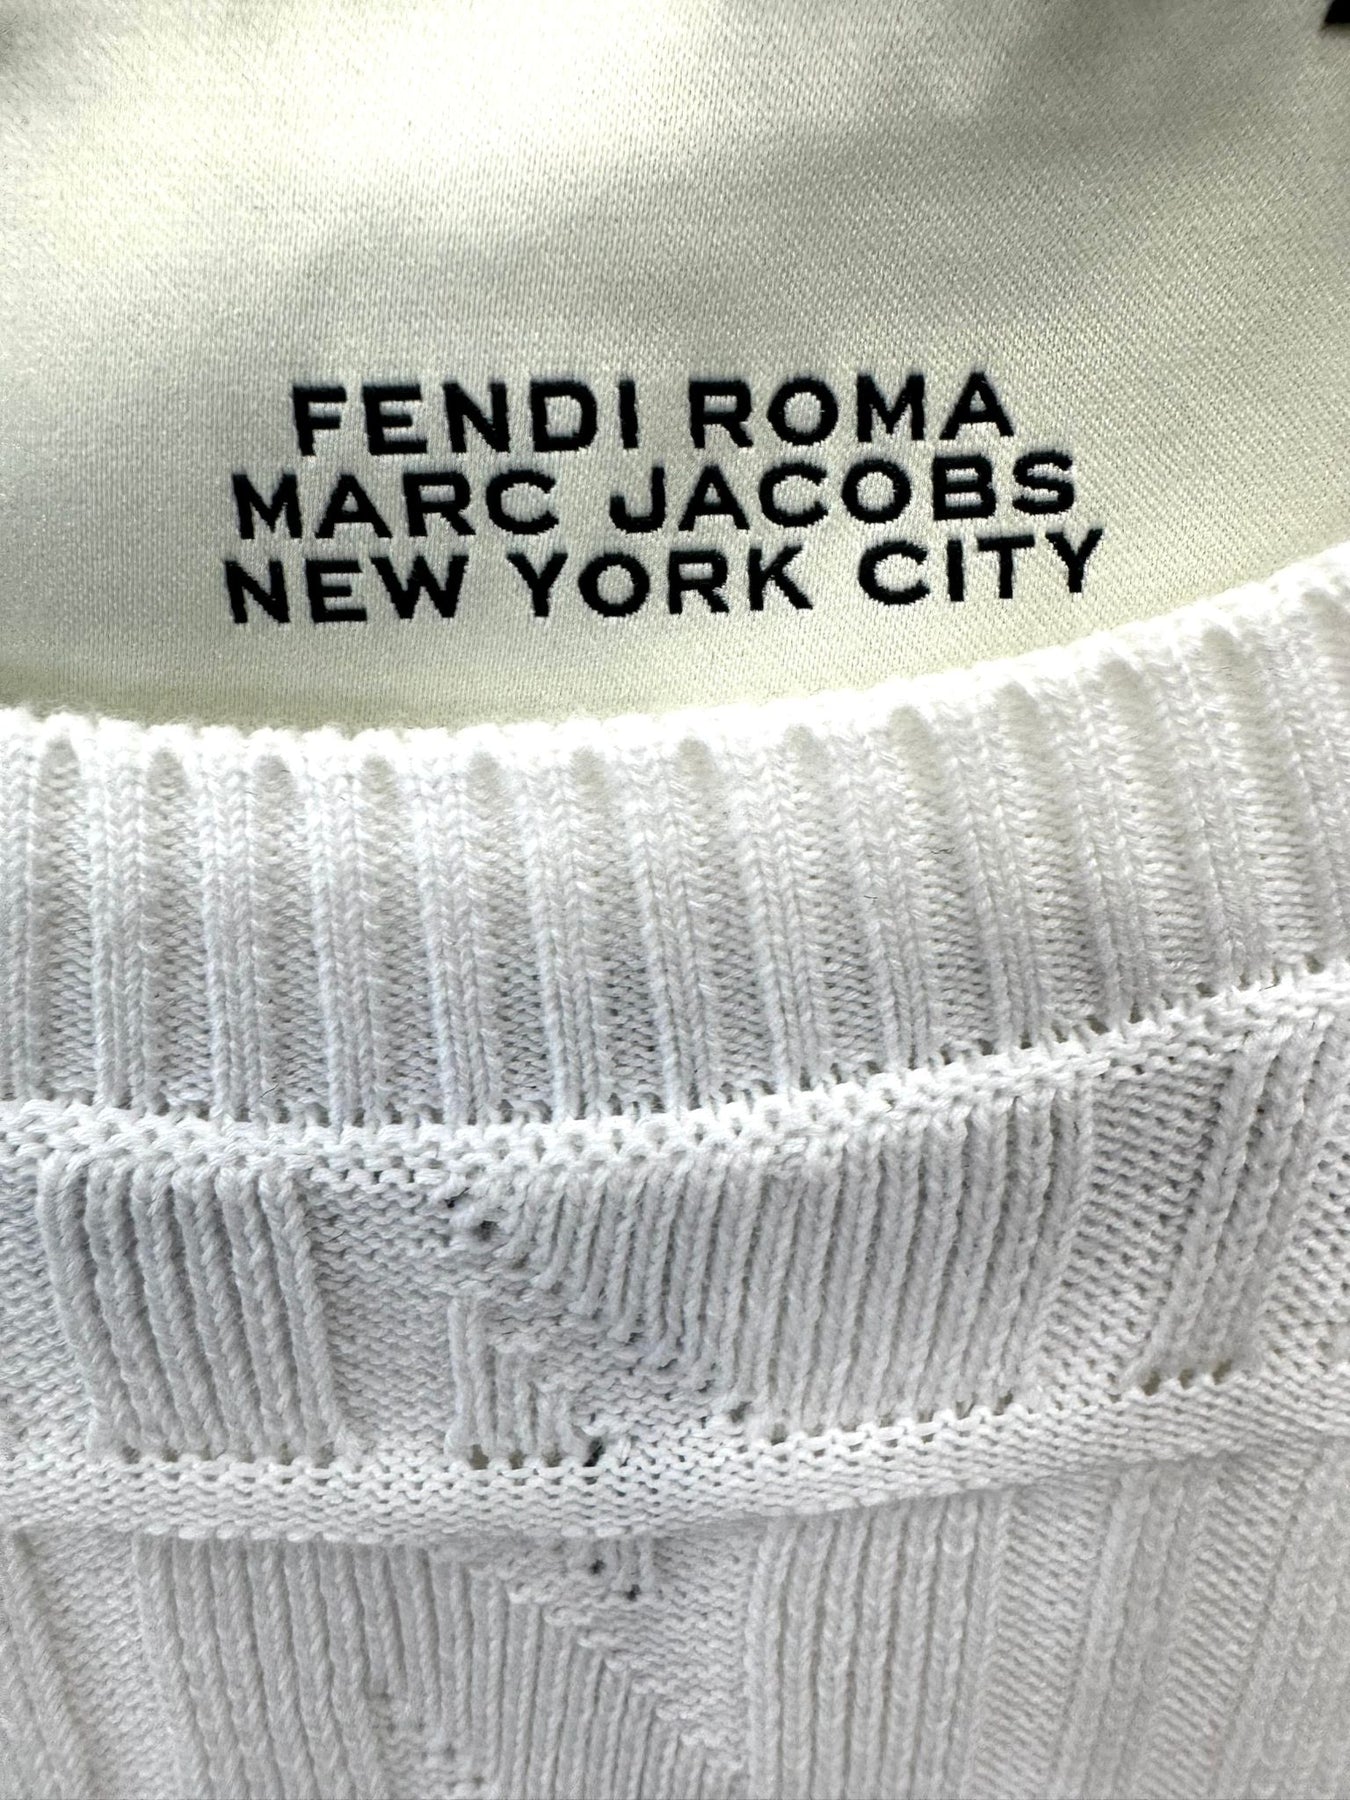 FENDI ROMA
MARC JACOBS
NEW YORK CITY